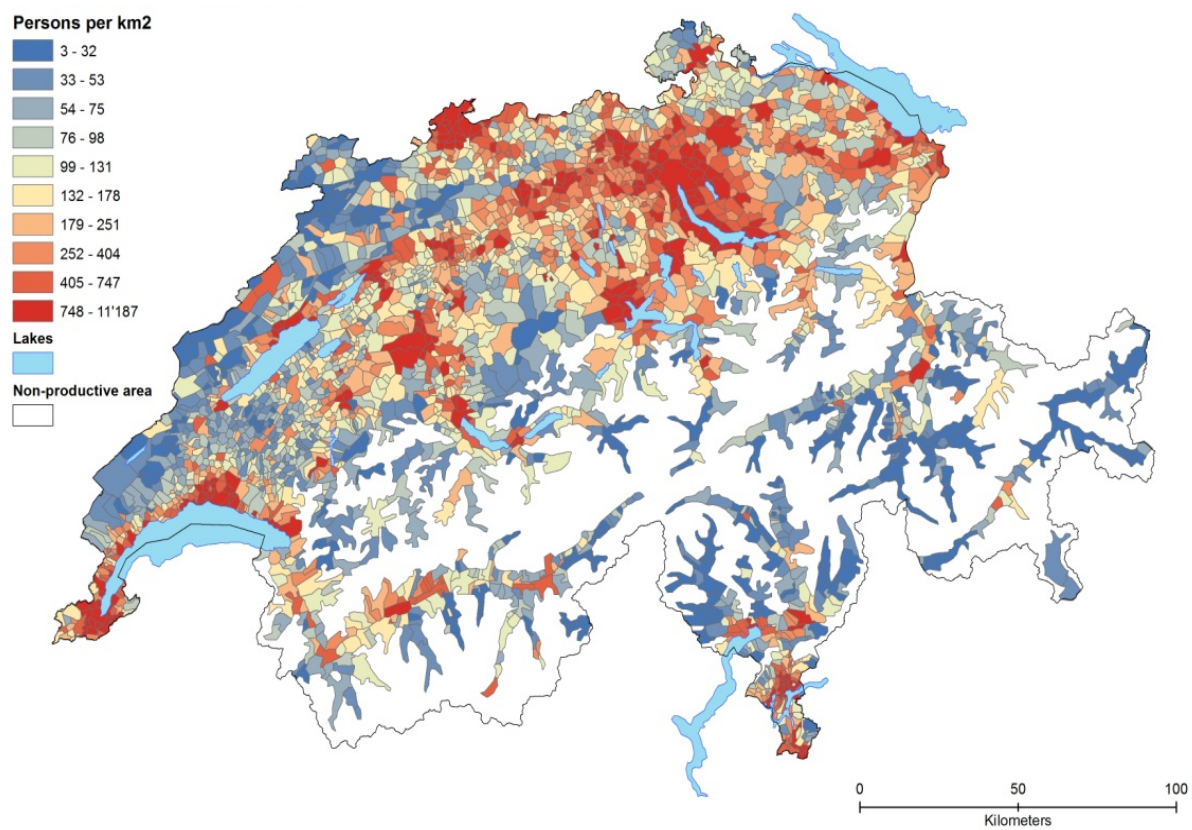 Persons per km2
3 - 32
33 - 53
54 - 75
76 - 98
99 - 131
132 - 178
179 - 251
252 - 404
405 - 747
748 - 11'187
Lakes
Non-productive area
0 50 100
Kilometers